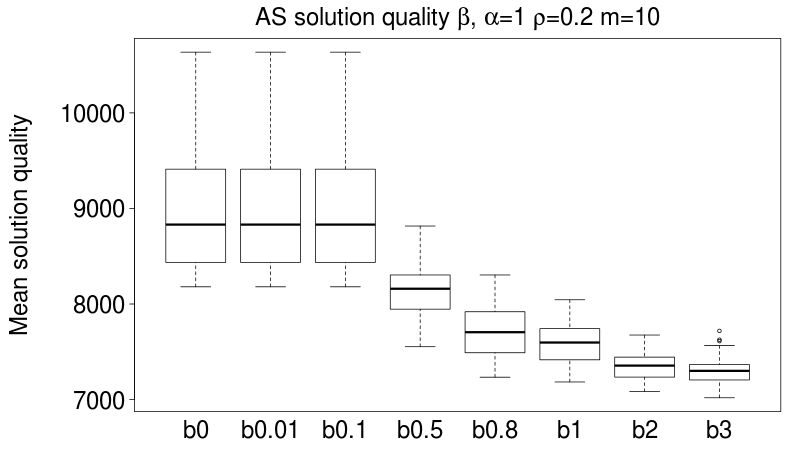 AS solution quality β, α=1 ρ=0.2 m=10
Mean solution quality
10000
9000
8000
7000
b0 b0.01 b0.1 b0.5 b0.8 b1 b2 b3